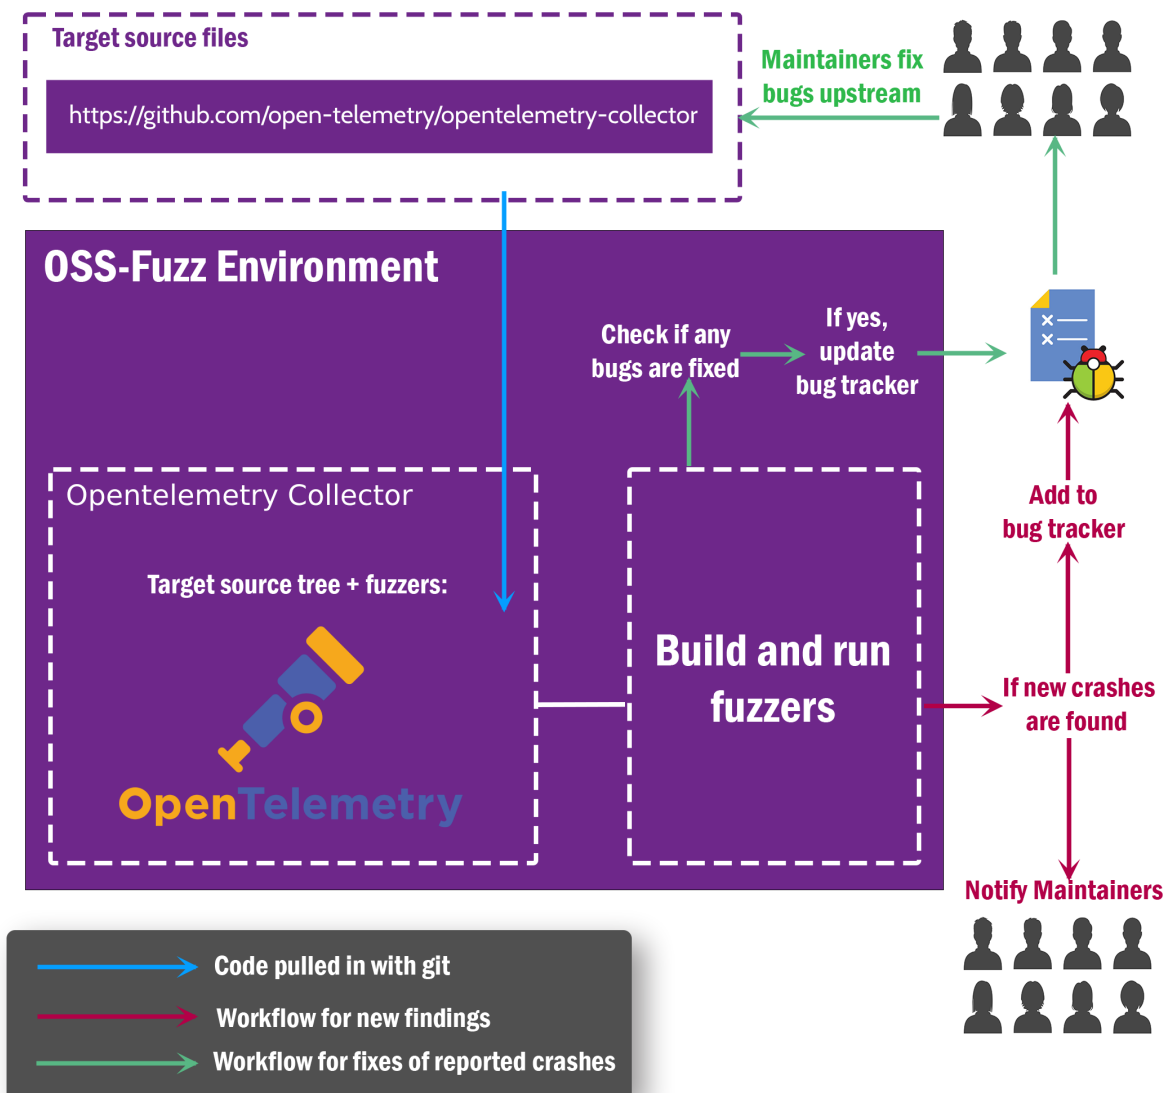 Target source files
https://github.com/open-telemetry/opentelemetry-collector
Maintainers fix
bugs upstream
OSS-Fuzz Environment
Check if any
bugs are fixed
If yes,
update
bug tracker
Opentelemetry Collector
Target source tree + fuzzers:
OpenTelemetry
Build and run
fuzzers
Add to
bug tracker
If new crashes
are found
Notify Maintainers
Code pulled in with git
Workflow for new findings
Workflow for fixes of reported crashes